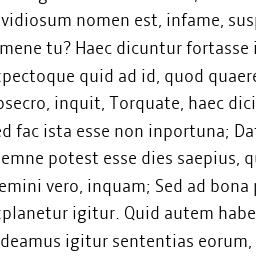 vidiosum nomen est, infame, sus
mene tu? Haec dicuntur fortasse
pectoque quid ad id, quod quaere
osecro, inquit, Torquate, haec dici
ed fac ista esse non inportuna; Da
emne potest esse dies saepius, q
emini vero, inquam; Sed ad bona
planetur igitur. Quid autem habe
deamus igitur sententias eorum,